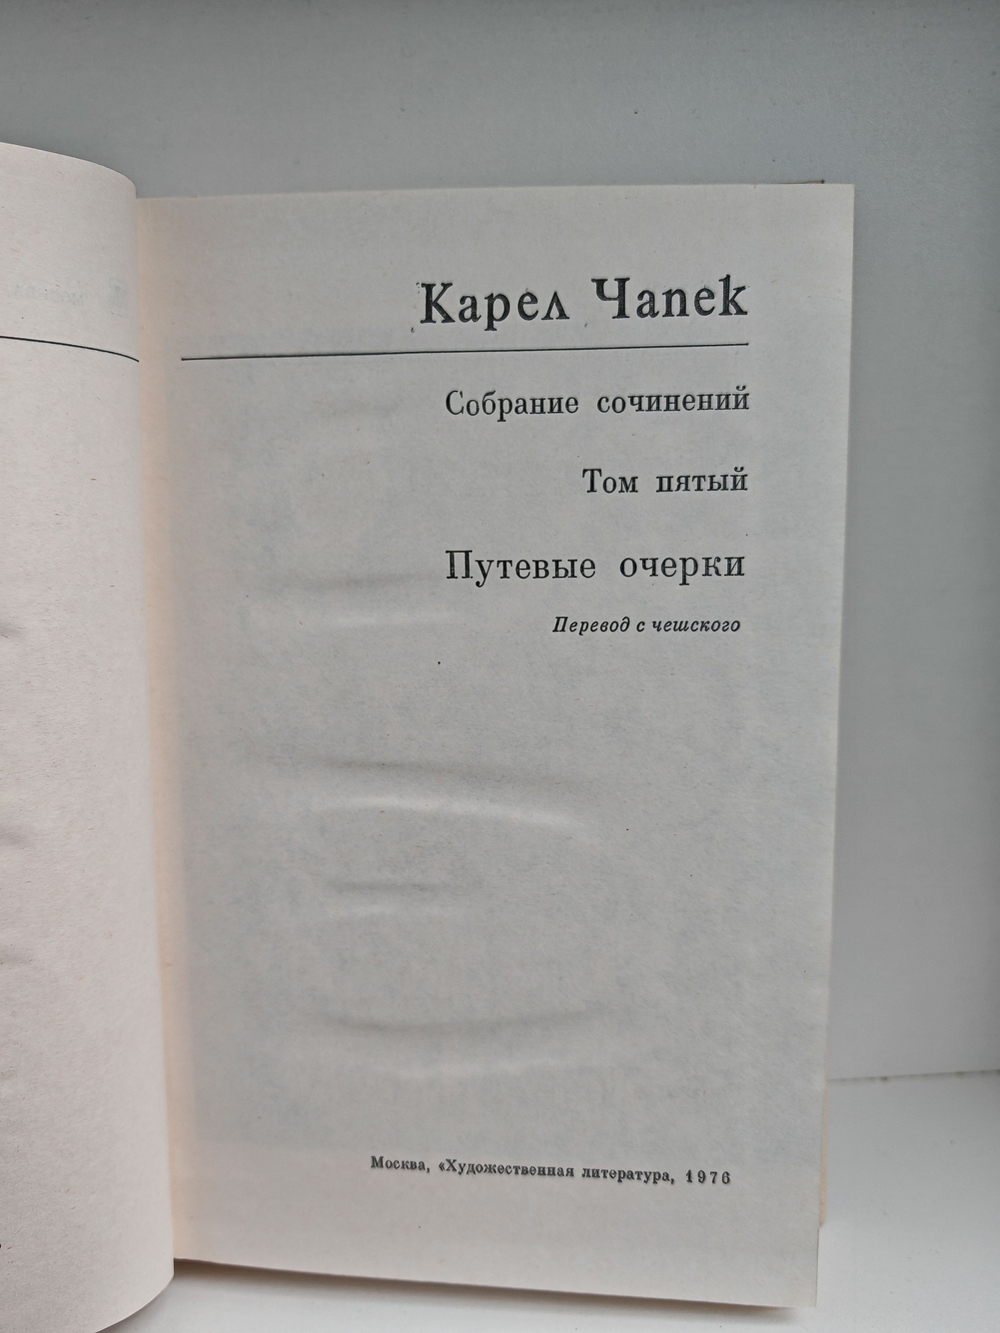 Карел Чапек
Собрание сочинений
Том пятый
Путевые очерки
Перевод с чешского
Москва, «Художественная литература, 1976